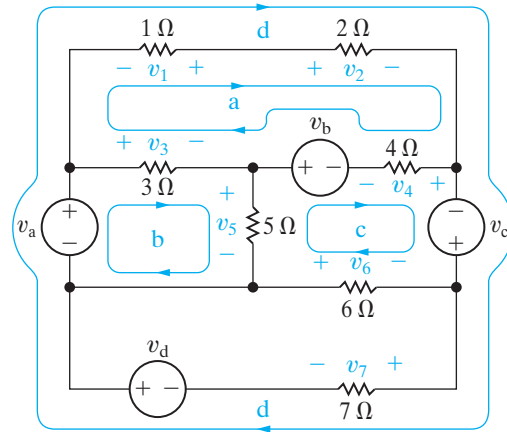 d
1 Ω 2 Ω
− v1 + + v2 −
a
+ v3 − vb 4 Ω
3 Ω + + − − v4 +
va + − b v5 5 Ω c − + vc
− + v6 −
6 Ω
vd − v7 +
+ − 7 Ω
d